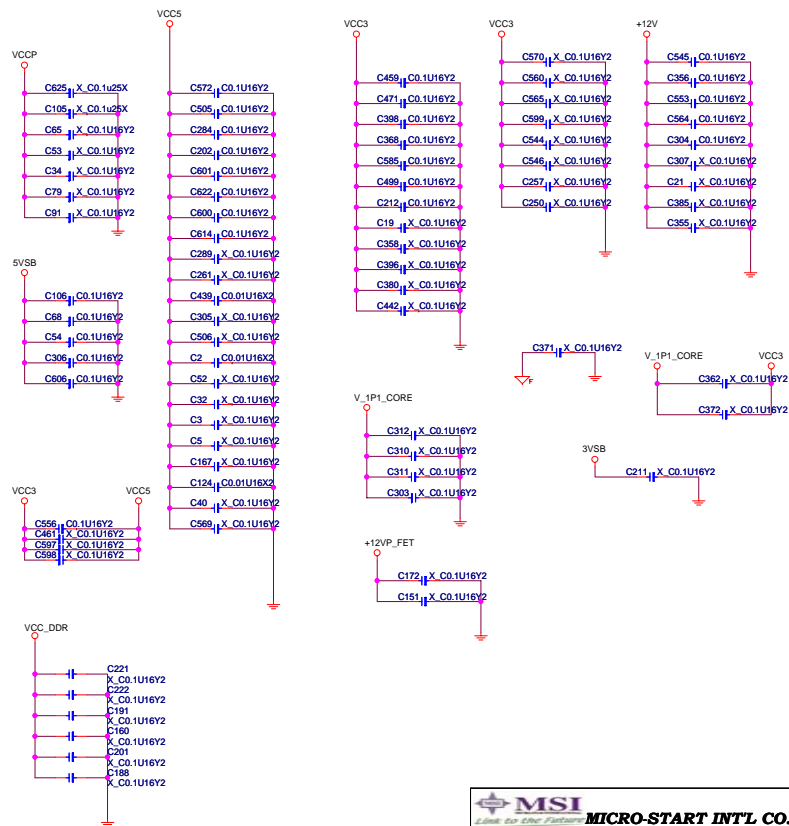 VCCP
C625 X_C0.1u25X
C105 X_C0.1u25X
C65 X_C0.1U16Y2
C53 X_C0.1U16Y2
C34 X_C0.1U16Y2
C79 X_C0.1U16Y2
C91 X_C0.1U16Y2
5VSB
C106 C0.1U16Y2
C68 C0.1U16Y2
C54 C0.1U16Y2
C306 C0.1U16Y2
C606 C0.1U16Y2
VCC3 VCC5
C556 C0.1U16Y2
C461 X_C0.1U16Y2
C597 X_C0.1U16Y2
C598 X_C0.1U16Y2
VCC_DDR
C221
X_C0.1U16Y2
C222
X_C0.1U16Y2
C191
X_C0.1U16Y2
C160
X_C0.1U16Y2
C201
X_C0.1U16Y2
C188
X_C0.1U16Y2
VCC5
C572 C0.1U16Y2
C505 C0.1U16Y2
C284 C0.1U16Y2
C202 C0.1U16Y2
C601 C0.1U16Y2
C622 C0.1U16Y2
C600 C0.1U16Y2
C614 C0.1U16Y2
C289 X_C0.1U16Y2
C261 X_C0.1U16Y2
C439 C0.01U16X2
C305 X_C0.1U16Y2
C506 X_C0.1U16Y2
C2 C0.01U16X2
C52 X_C0.1U16Y2
C32 X_C0.1U16Y2
C3 X_C0.1U16Y2
C5 X_C0.1U16Y2
C167 X_C0.1U16Y2
C124 C0.01U16X2
C40 X_C0.1U16Y2
C569 X_C0.1U16Y2
VCC3
C459 C0.1U16Y2
C471 C0.1U16Y2
C398 C0.1U16Y2
C368 C0.1U16Y2
C585 C0.1U16Y2
C499 C0.1U16Y2
C212 C0.1U16Y2
C19 X_C0.1U16Y2
C358 X_C0.1U16Y2
C396 X_C0.1U16Y2
C380 X_C0.1U16Y2
C442 X_C0.1U16Y2
V_1P1_CORE
C312 X_C0.1U16Y2
C310 X_C0.1U16Y2
C311 X_C0.1U16Y2
C303 X_C0.1U16Y2
+12VP_FET
C172 X_C0.1U16Y2
C151 X_C0.1U16Y2
VCC3
C570 X_C0.1U16Y2
C560 X_C0.1U16Y2
C565 X_C0.1U16Y2
C599 X_C0.1U16Y2
C544 X_C0.1U16Y2
C546 X_C0.1U16Y2
C257 X_C0.1U16Y2
C250 X_C0.1U16Y2
C371 X_C0.1U16Y2
F
3VSB
C211 X_C0.1U16Y2
+12V
C545 C0.1U16Y2
C356 C0.1U16Y2
C553 C0.1U16Y2
C564 C0.1U16Y2
C304 C0.1U16Y2
C307 X_C0.1U16Y2
C21 X_C0.1U16Y2
C385 X_C0.1U16Y2
C355 X_C0.1U16Y2
V_1P1_CORE VCC3
C362 X_C0.1U16Y2
C372 X_C0.1U16Y2
MSI
Link to the Future
MICRO-START INT'L CO.